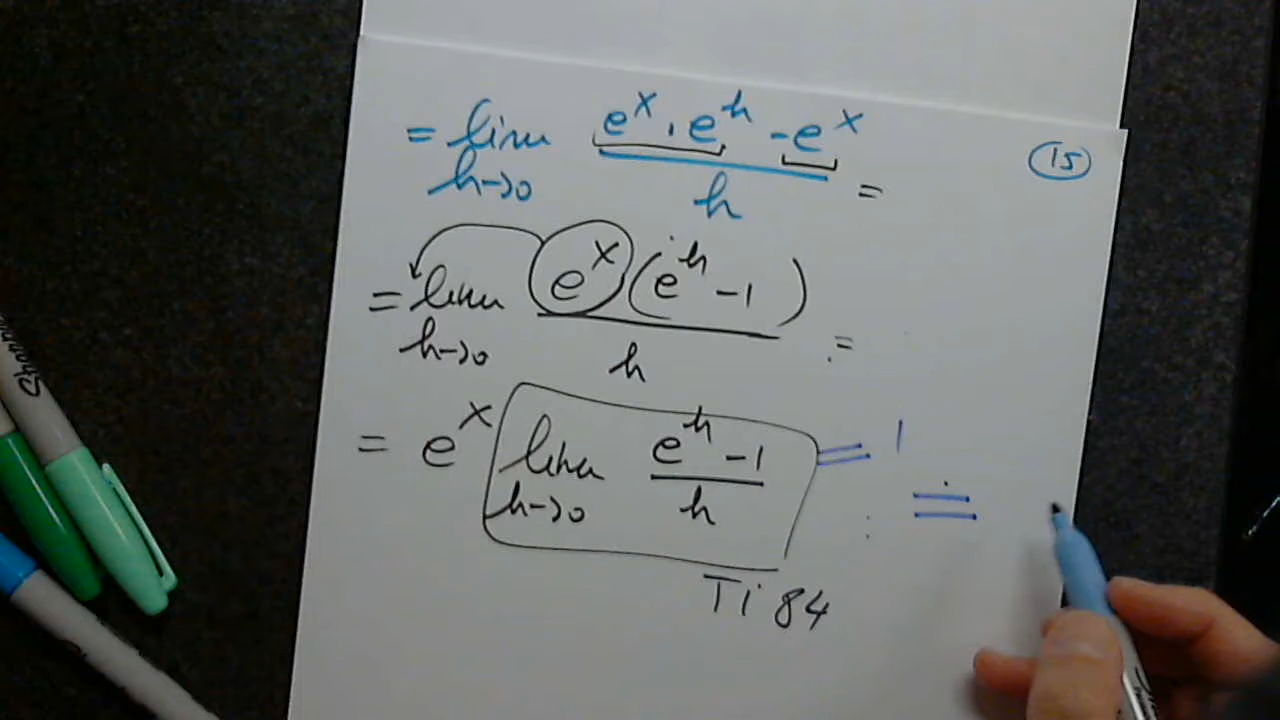 = lim e^x · e^h - e^x
h→0 h =
15
= lim e^x (e^h - 1)
h→0 h =
= e^x lim e^h - 1 = 1
h→0 h =
Ti 84